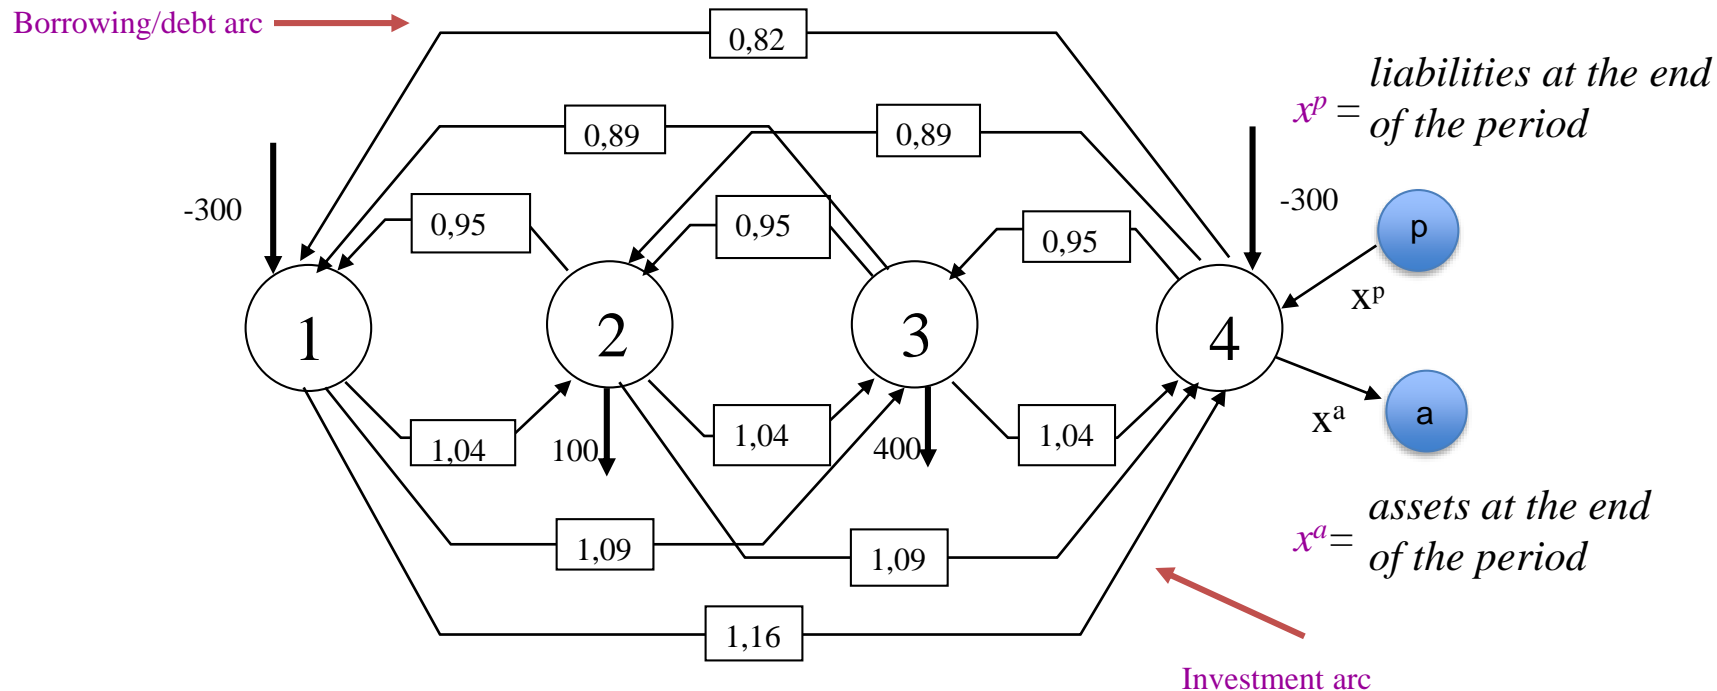 Borrowing/debt arc
0,82
liabilities at the end
x^p = of the period
0,89
0,89
-300
0,95
0,95
0,95
-300
p
x^p
1
2
3
4
a
x^a
1,04
100
1,04
400
1,04
assets at the end
x^a = of the period
1,09
1,09
1,16
Investment arc